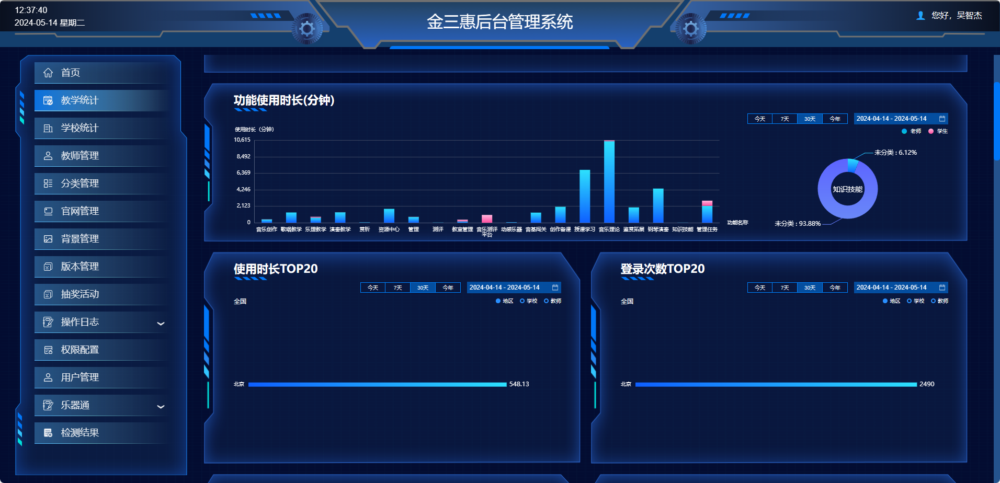 12:37:40
2024-05-14 星期二
金三惠后台管理系统
您好，吴智杰
首页
教学统计
学校统计
教师管理
分类管理
官网管理
背景管理
版本管理
抽奖活动
操作日志
权限配置
用户管理
乐器通
检测结果
功能使用时长(分钟)
今天 7天 30天 今年 2024-04-14 - 2024-05-14
老师 学生
使用时长（分钟）
10,615
8,492
6,369
4,246
2,123
0
音乐创作 歌唱教学 乐理教学 演奏教学 赏析 资源中心 管理 测评 教室管理 音乐测评平台 动感乐器 音基闯关 创作备课 授课学习 音乐理论 鉴赏拓展 钢琴演奏 知识技能 管理任务
功能名称
未分类 : 6.12%
知识技能
未分类 : 93.88%
使用时长TOP20
今天 7天 30天 今年 2024-04-14 - 2024-05-14
全国
地区 学校 教师
北京 548.13
登录次数TOP20
今天 7天 30天 今年 2024-04-14 - 2024-05-14
全国
地区 学校 教师
北京 2490